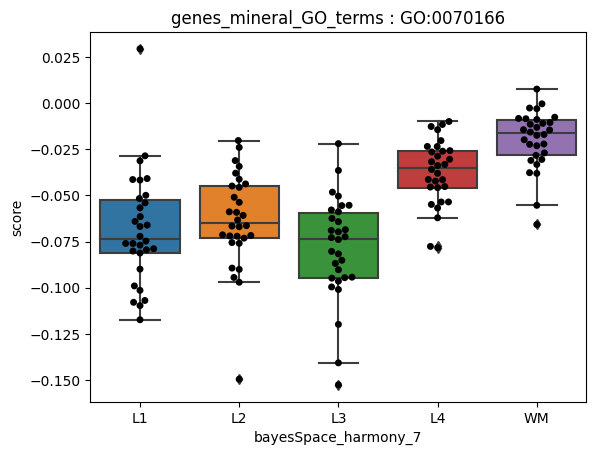 genes_mineral_GO_terms : GO:0070166
0.025
0.000
−0.025
−0.050
−0.075
−0.100
−0.125
−0.150
score
L1 L2 L3 L4 WM
bayesSpace_harmony_7